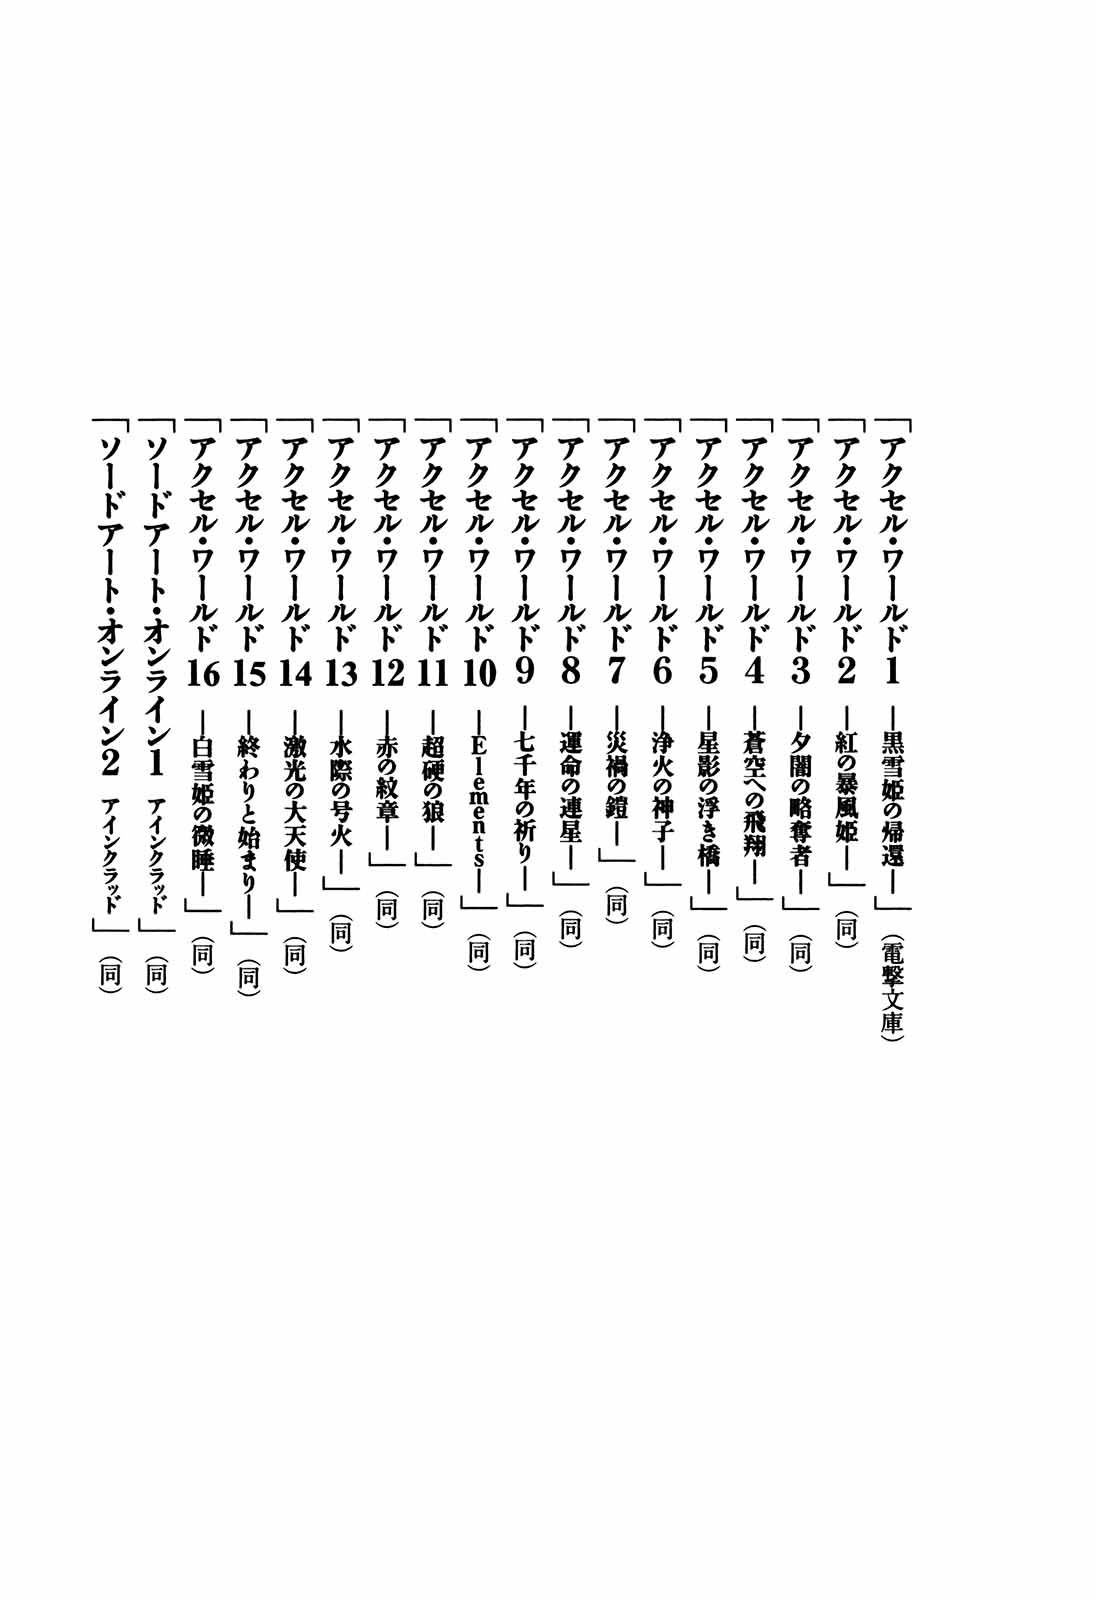 「アクセル・ワールド1 ―黒雪姫の帰還―」（電撃文庫）
「アクセル・ワールド2 ―紅の暴風姫―」（同）
「アクセル・ワールド3 ―夕闇の略奪者―」（同）
「アクセル・ワールド4 ―蒼空への飛翔―」（同）
「アクセル・ワールド5 ―星影の浮き橋―」（同）
「アクセル・ワールド6 ―浄火の神子―」（同）
「アクセル・ワールド7 ―災禍の鎧―」（同）
「アクセル・ワールド8 ―運命の連星―」（同）
「アクセル・ワールド9 ―七千年の祈り―」（同）
「アクセル・ワールド10 ―Elements―」（同）
「アクセル・ワールド11 ―超硬の狼―」（同）
「アクセル・ワールド12 ―赤の紋章―」（同）
「アクセル・ワールド13 ―水際の号火―」（同）
「アクセル・ワールド14 ―激光の大天使―」（同）
「アクセル・ワールド15 ―終わりと始まり―」（同）
「アクセル・ワールド16 ―白雪姫の微睡―」（同）
「ソードアート・オンライン1 アインクラッド」（同）
「ソードアート・オンライン2 アインクラッド」（同）